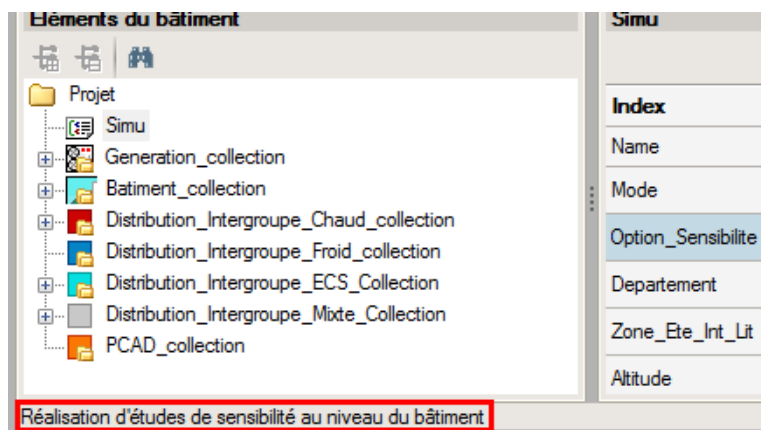 Eléments du bâtiment
Simu
Projet
Simu
Generation_collection
Batiment_collection
Distribution_Intergroupe_Chaud_collection
Distribution_Intergroupe_Froid_collection
Distribution_Intergroupe_ECS_Collection
Distribution_Intergroupe_Mixte_Collection
PCAD_collection
Index
Name
Mode
Option_Sensibilite
Departement
Zone_Ete_Int_Lit
Altitude
Réalisation d'études de sensibilité au niveau du bâtiment